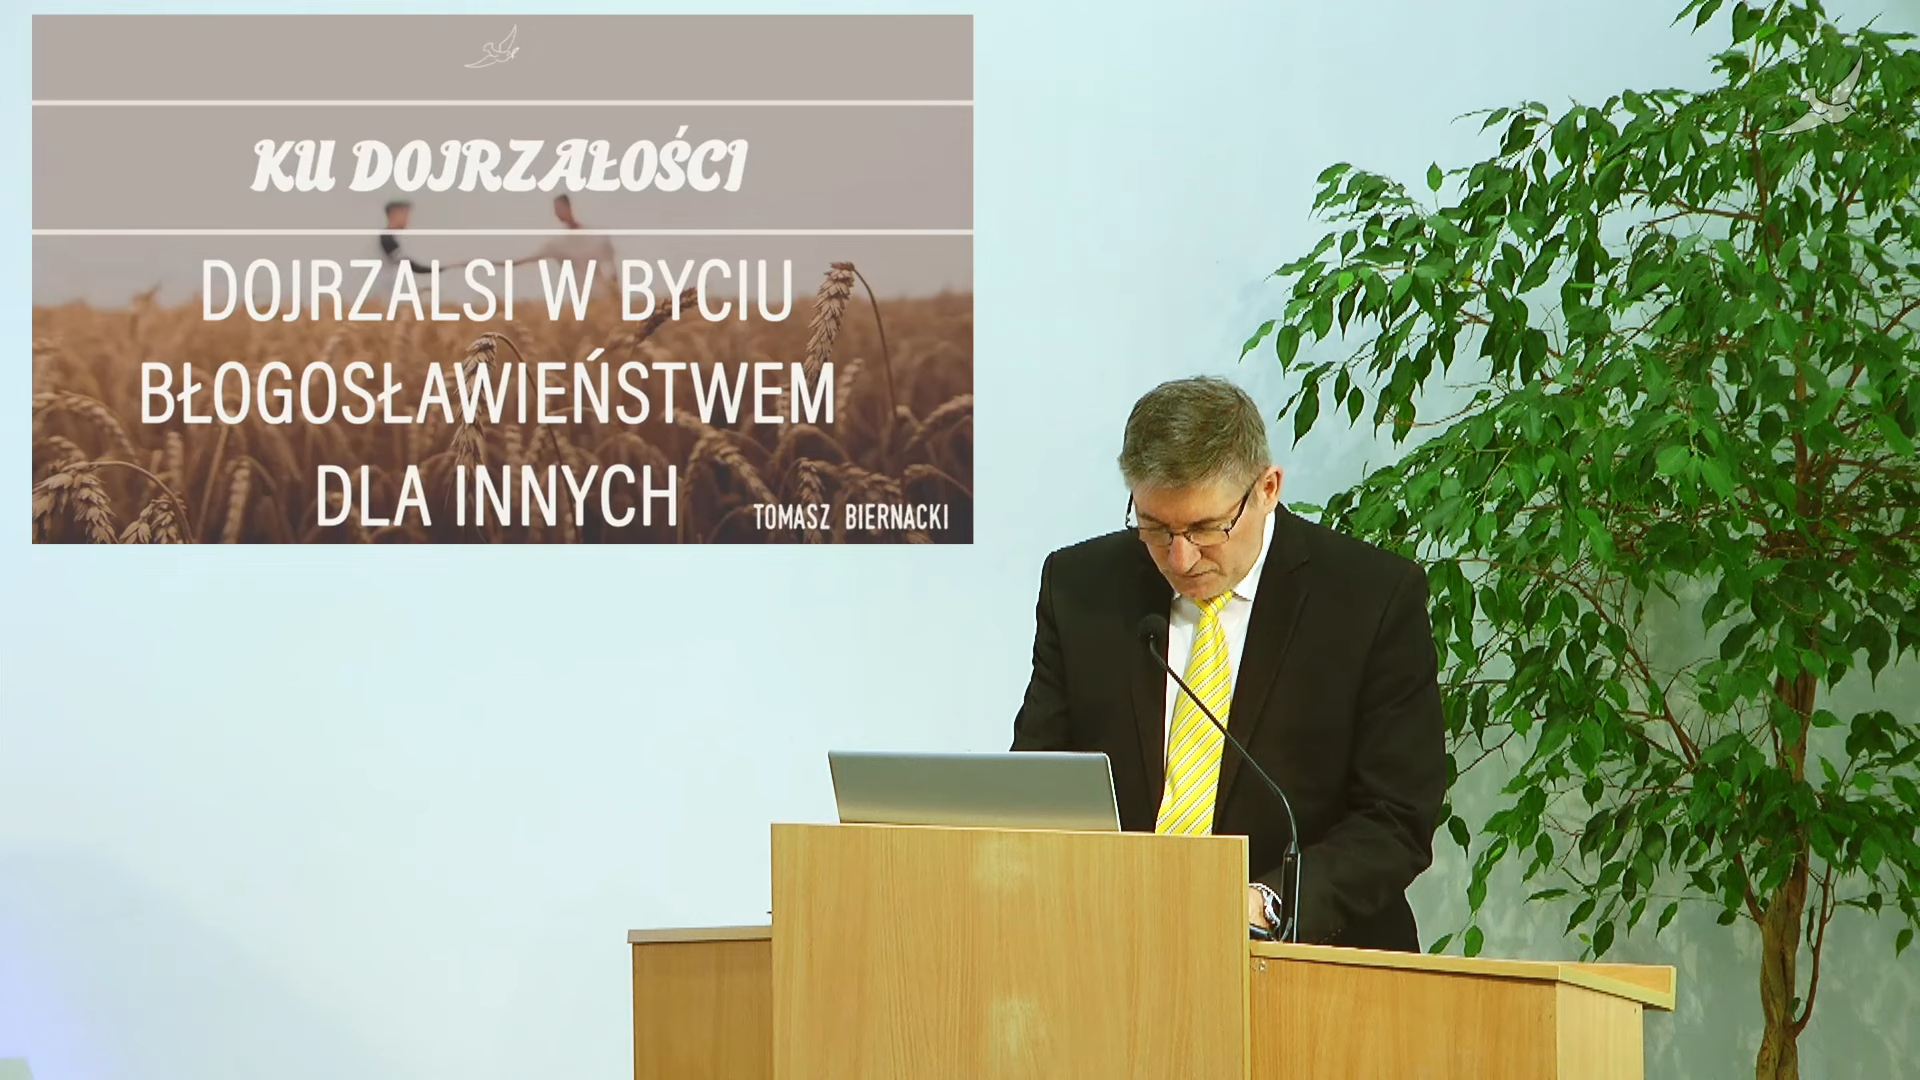 KU DOJRZAŁOŚCI
DOJRZALSI W BYCIU
BŁOGOSŁAWIEŃSTWEM
DLA INNYCH
TOMASZ BIERNACKI